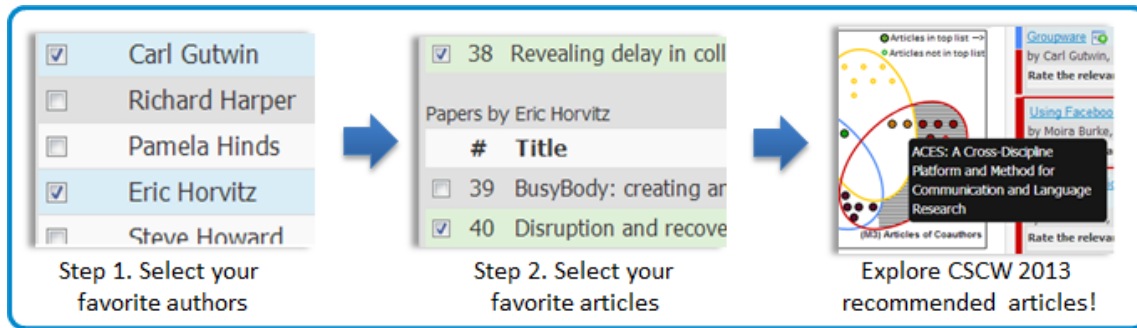 Carl Gutwin
Richard Harper
Pamela Hinds
Eric Horvitz
Steve Howard
Step 1. Select your
favorite authors
38 Revealing delay in coll
Papers by Eric Horvitz
# Title
39 BusyBody: creating an
40 Disruption and recove
Step 2. Select your
favorite articles
Articles in top list —>
Articles not in top list
(M3) Articles of Coauthors
ACES: A Cross-Discipline
Platform and Method for
Communication and Language
Research
Groupware
by Carl Gutwin,
Rate the releva
Using Faceboo
by Moira Burke,
Rate the releva
Explore CSCW 2013
recommended articles!